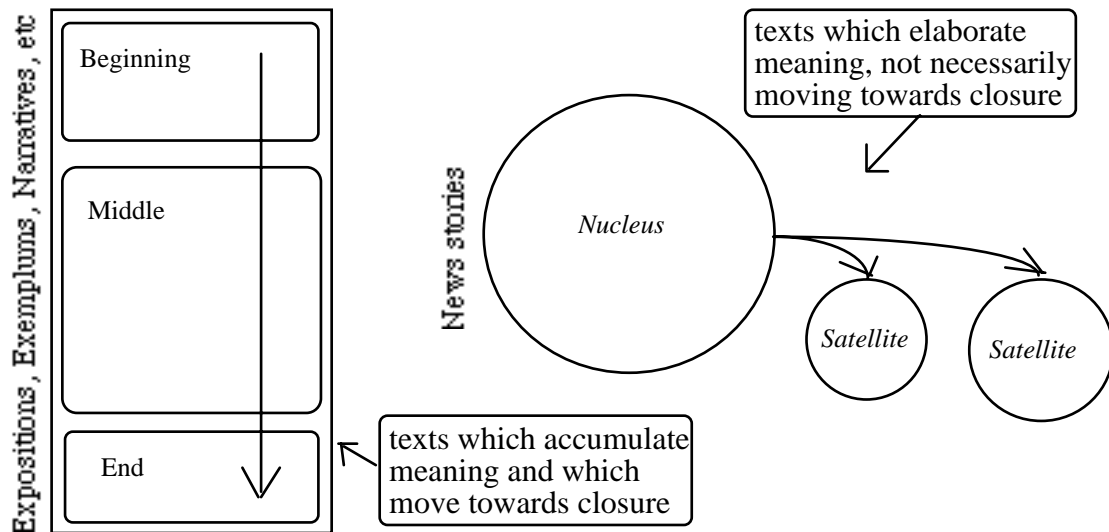 Expositions, Exemplums, Narratives, etc
Beginning
Middle
End
texts which accumulate
meaning and which
move towards closure
News stories
Nucleus
texts which elaborate
meaning, not necessarily
moving towards closure
Satellite
Satellite